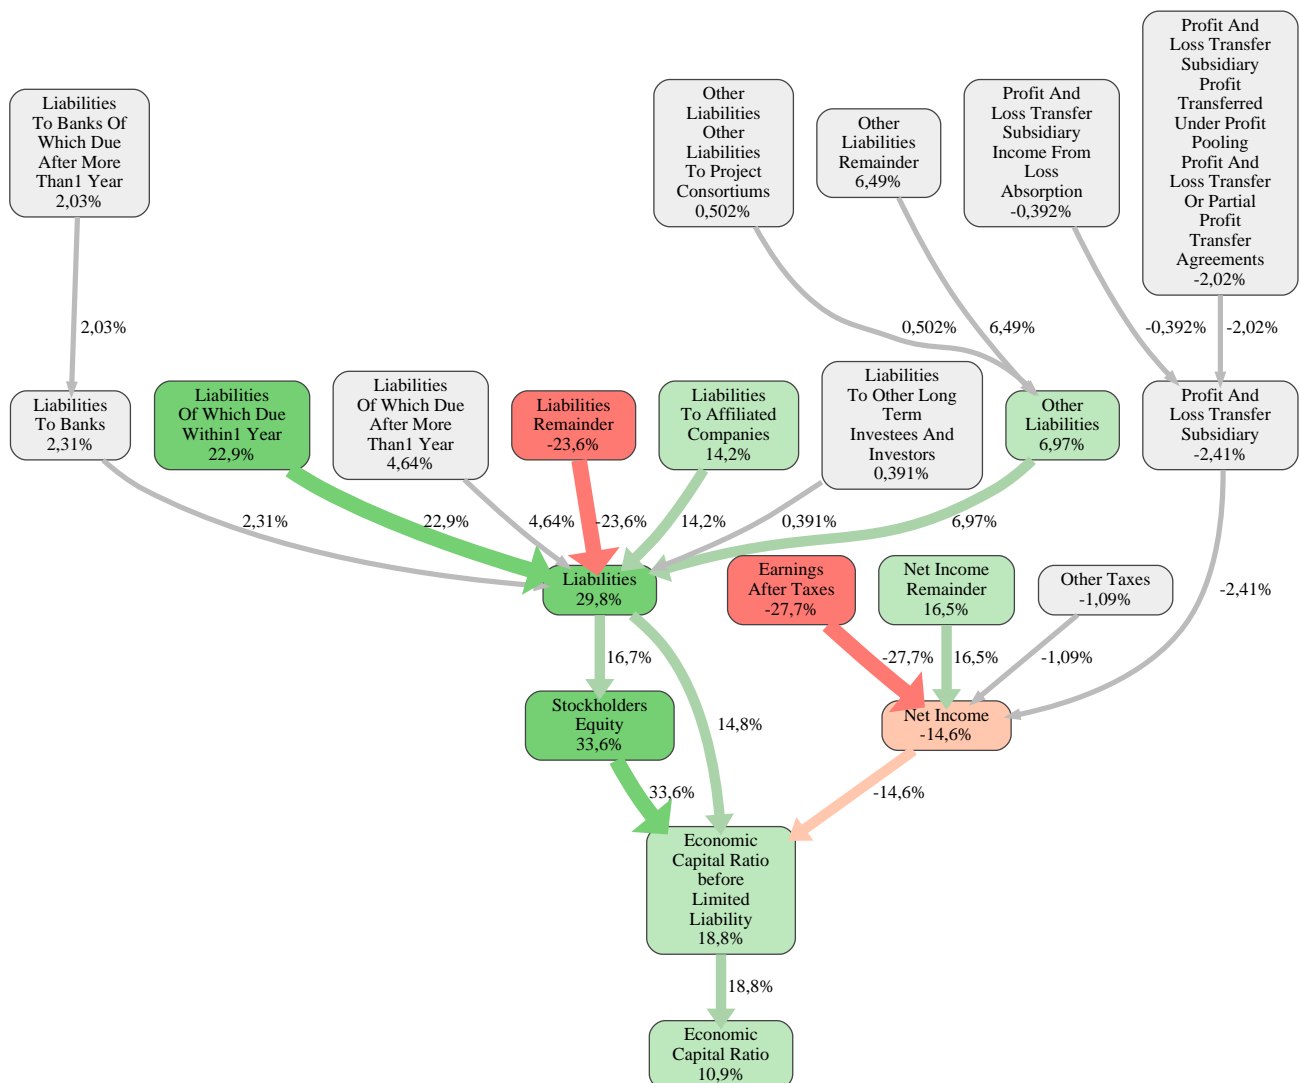 Profit And
Loss Transfer
Subsidiary
Profit
Transferred
Under Profit
Pooling
Profit And
Loss Transfer
Or Partial
Profit
Transfer
Agreements
-2,02%
Liabilities
To Banks Of
Which Due
After More
Than1 Year
2,03%
Other
Liabilities
Other
Liabilities
To Project
Consortiums
0,502%
Other
Liabilities
Remainder
6,49%
Profit And
Loss Transfer
Subsidiary
Income From
Loss
Absorption
-0,392%
2,03%
0,502%
6,49%
-0,392%
-2,02%
Liabilities
To Banks
2,31%
Liabilities
Of Which Due
Within1 Year
22,9%
Liabilities
Of Which Due
After More
Than1 Year
4,64%
Liabilities
Remainder
-23,6%
Liabilities
To Affiliated
Companies
14,2%
Liabilities
To Other Long
Term
Investees And
Investors
0,391%
Other
Liabilities
6,97%
Profit And
Loss Transfer
Subsidiary
-2,41%
2,31%
22,9%
4,64%
-23,6%
14,2%
0,391%
6,97%
-2,41%
Liabilities
29,8%
Earnings
After Taxes
-27,7%
Net Income
Remainder
16,5%
Other Taxes
-1,09%
16,7%
14,8%
-27,7%
16,5%
-1,09%
Stockholders
Equity
33,6%
Net Income
-14,6%
33,6%
-14,6%
Economic
Capital Ratio
before
Limited
Liability
18,8%
18,8%
Economic
Capital Ratio
10,9%